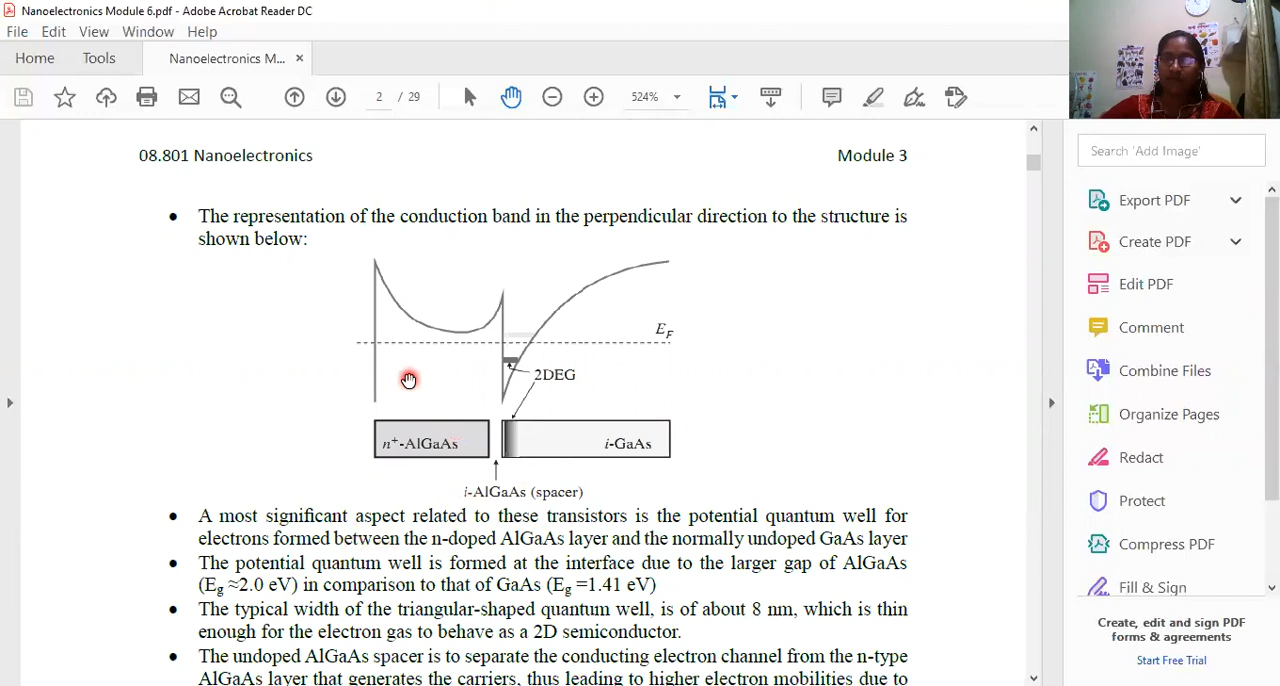 Nanoelectronics Module 6.pdf - Adobe Acrobat Reader DC
File Edit View Window Help
Home Tools Nanoelectronics M... ×
2 / 29 524%
08.801 Nanoelectronics Module 3
• The representation of the conduction band in the perpendicular direction to the structure is
shown below:
E_F
2DEG
n⁺-AlGaAs i-GaAs
i-AlGaAs (spacer)
• A most significant aspect related to these transistors is the potential quantum well for
electrons formed between the n-doped AlGaAs layer and the normally undoped GaAs layer
• The potential quantum well is formed at the interface due to the larger gap of AlGaAs
(Eg ≈2.0 eV) in comparison to that of GaAs (Eg =1.41 eV)
• The typical width of the triangular-shaped quantum well, is of about 8 nm, which is thin
enough for the electron gas to behave as a 2D semiconductor.
• The undoped AlGaAs spacer is to separate the conducting electron channel from the n-type
AlGaAs layer that generates the carriers, thus leading to higher electron mobilities due to
Search 'Add Image'
Export PDF
Create PDF
Edit PDF
Comment
Combine Files
Organize Pages
Redact
Protect
Compress PDF
Fill & Sign
Create, edit and sign PDF
forms & agreements
Start Free Trial